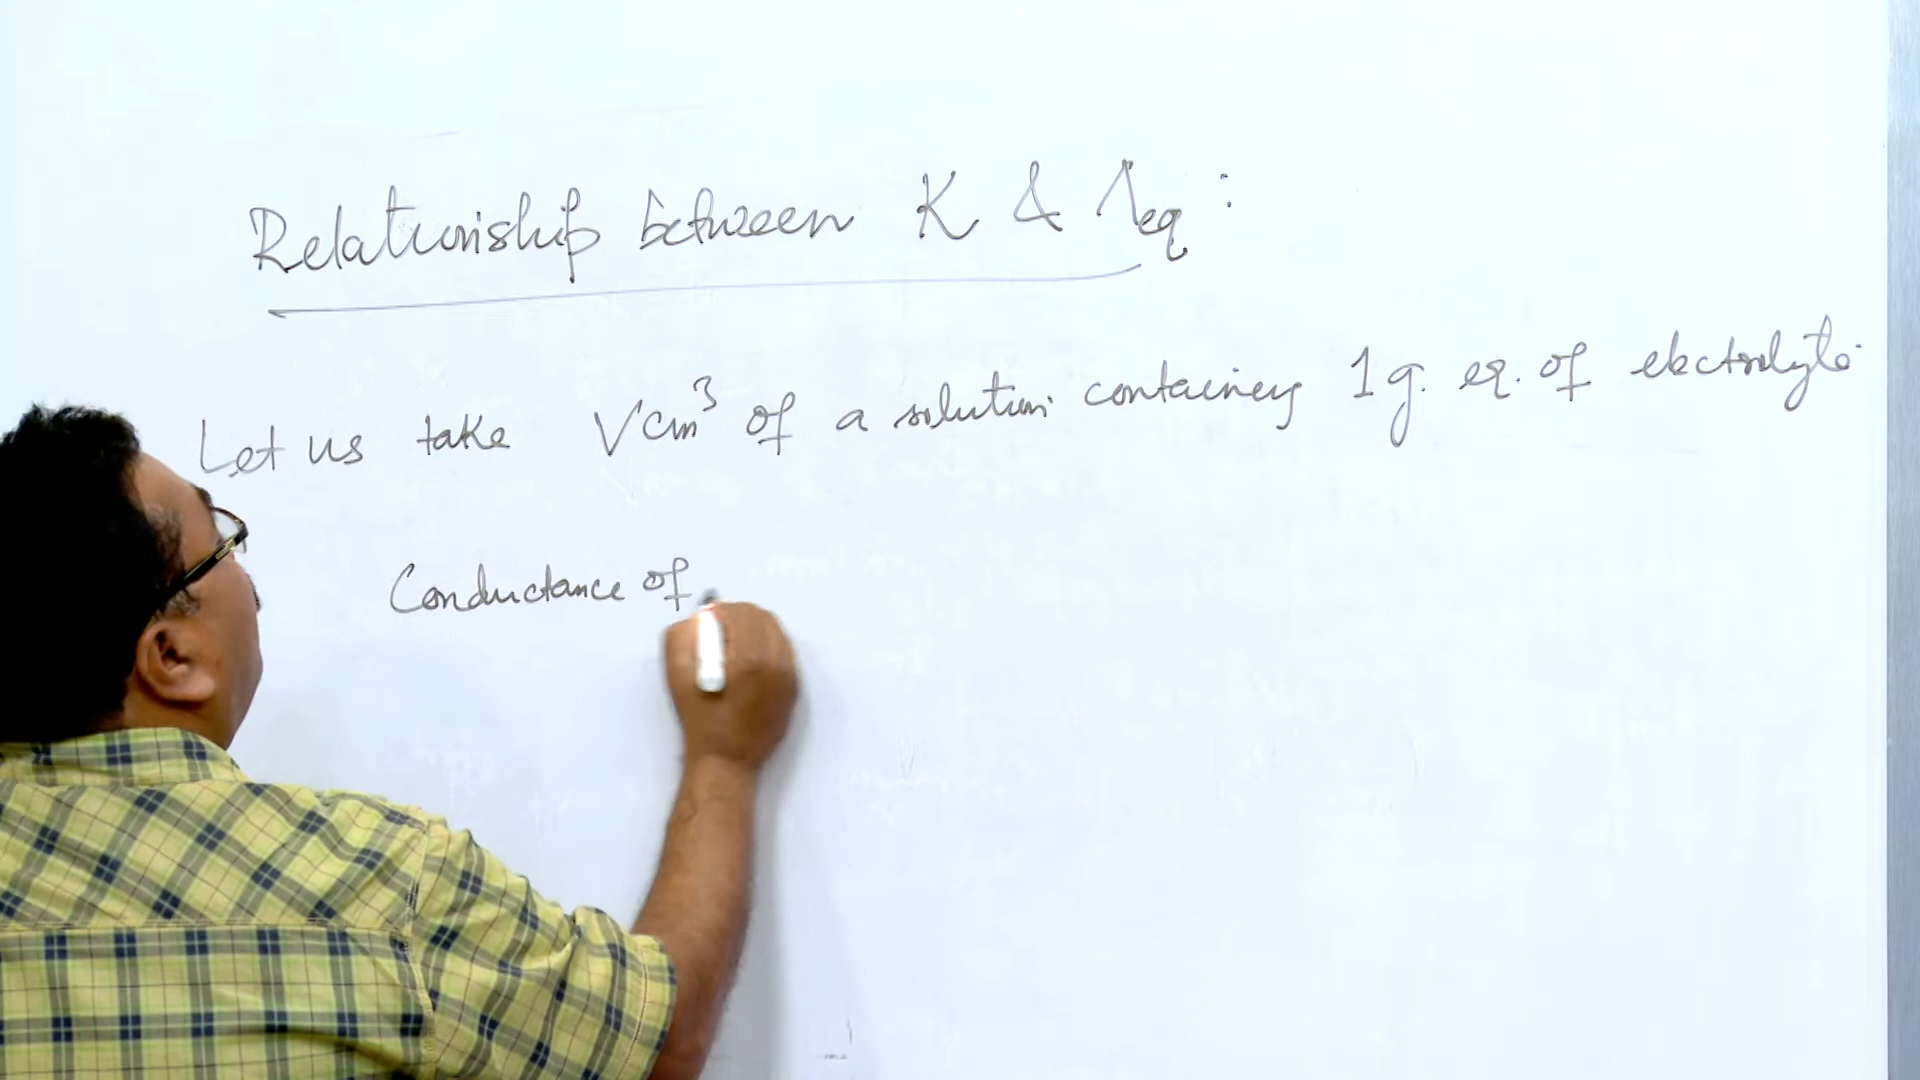 Relationship between K & Λeq :
Let us take V cm³ of a solution containing 1 g. eq. of electrolyte.
Conductance of